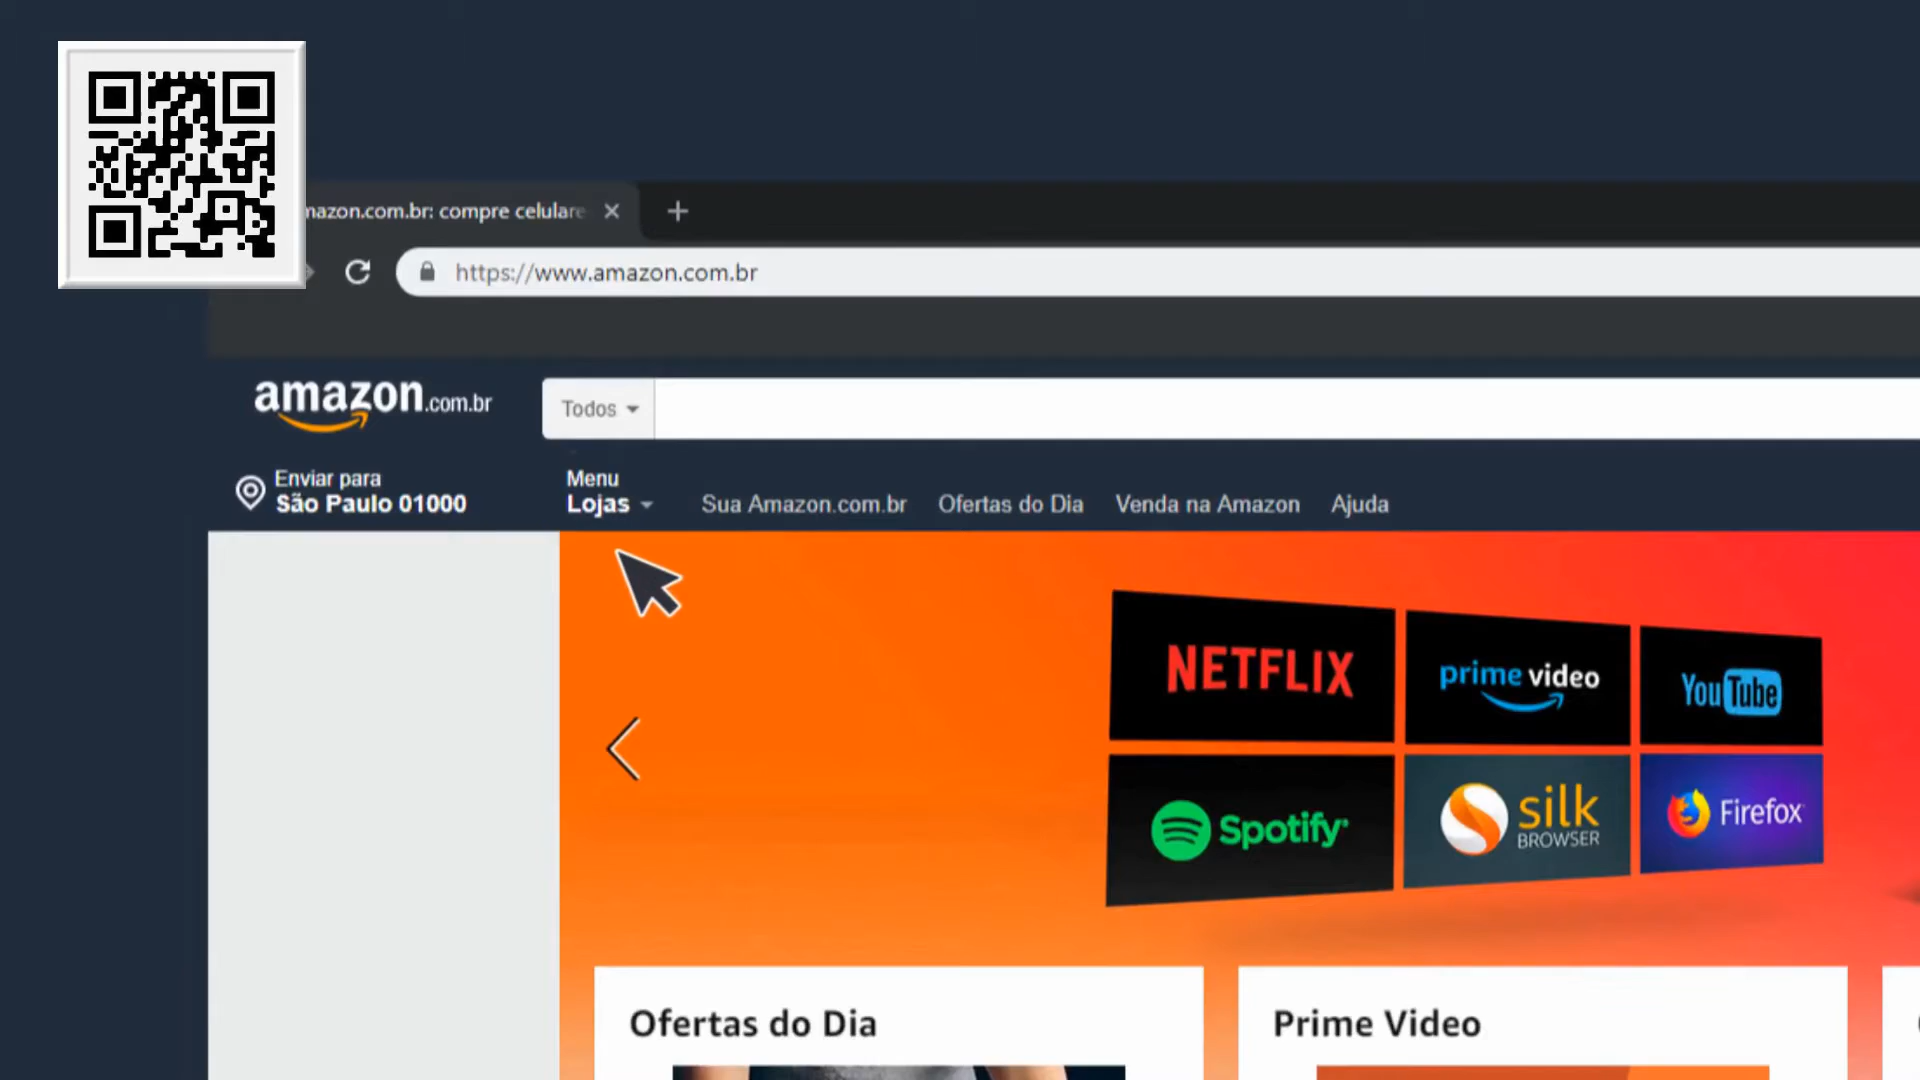 mazon.com.br: compre celulare
https://www.amazon.com.br
amazon.com.br
Todos
Enviar para
São Paulo 01000
Menu
Lojas
Sua Amazon.com.br
Ofertas do Dia
Venda na Amazon
Ajuda
NETFLIX
prime video
YouTube
Spotify
silk
BROWSER
Firefox
Ofertas do Dia
Prime Video